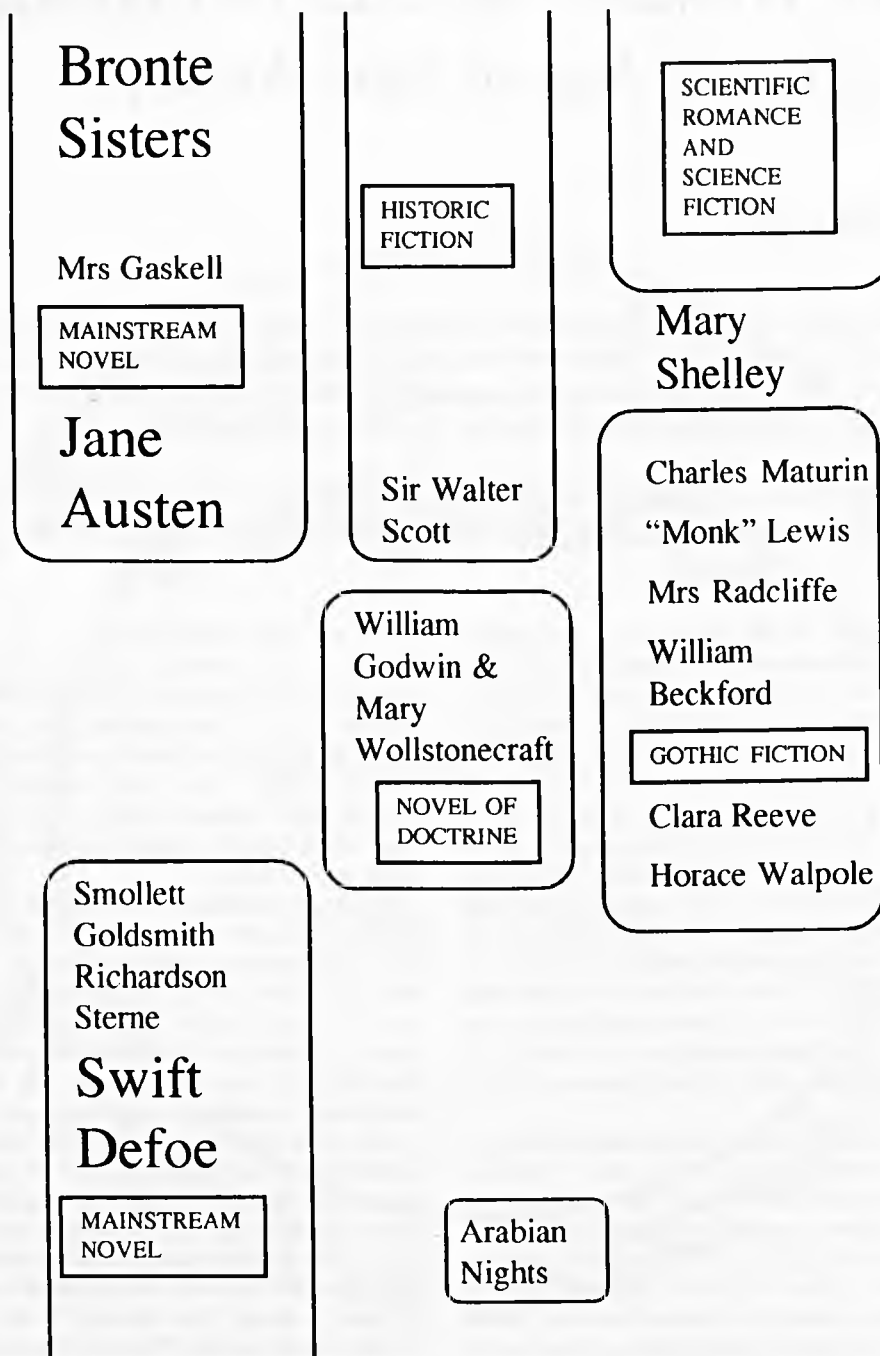 Bronte
Sisters
Mrs Gaskell
MAINSTREAM
NOVEL
Jane
Austen
HISTORIC
FICTION
Sir Walter
Scott
SCIENTIFIC
ROMANCE
AND
SCIENCE
FICTION
Mary
Shelley
Charles Maturin
“Monk” Lewis
Mrs Radcliffe
William
Beckford
GOTHIC FICTION
Clara Reeve
Horace Walpole
William
Godwin &
Mary
Wollstonecraft
NOVEL OF
DOCTRINE
Smollett
Goldsmith
Richardson
Sterne
Swift
Defoe
MAINSTREAM
NOVEL
Arabian
Nights